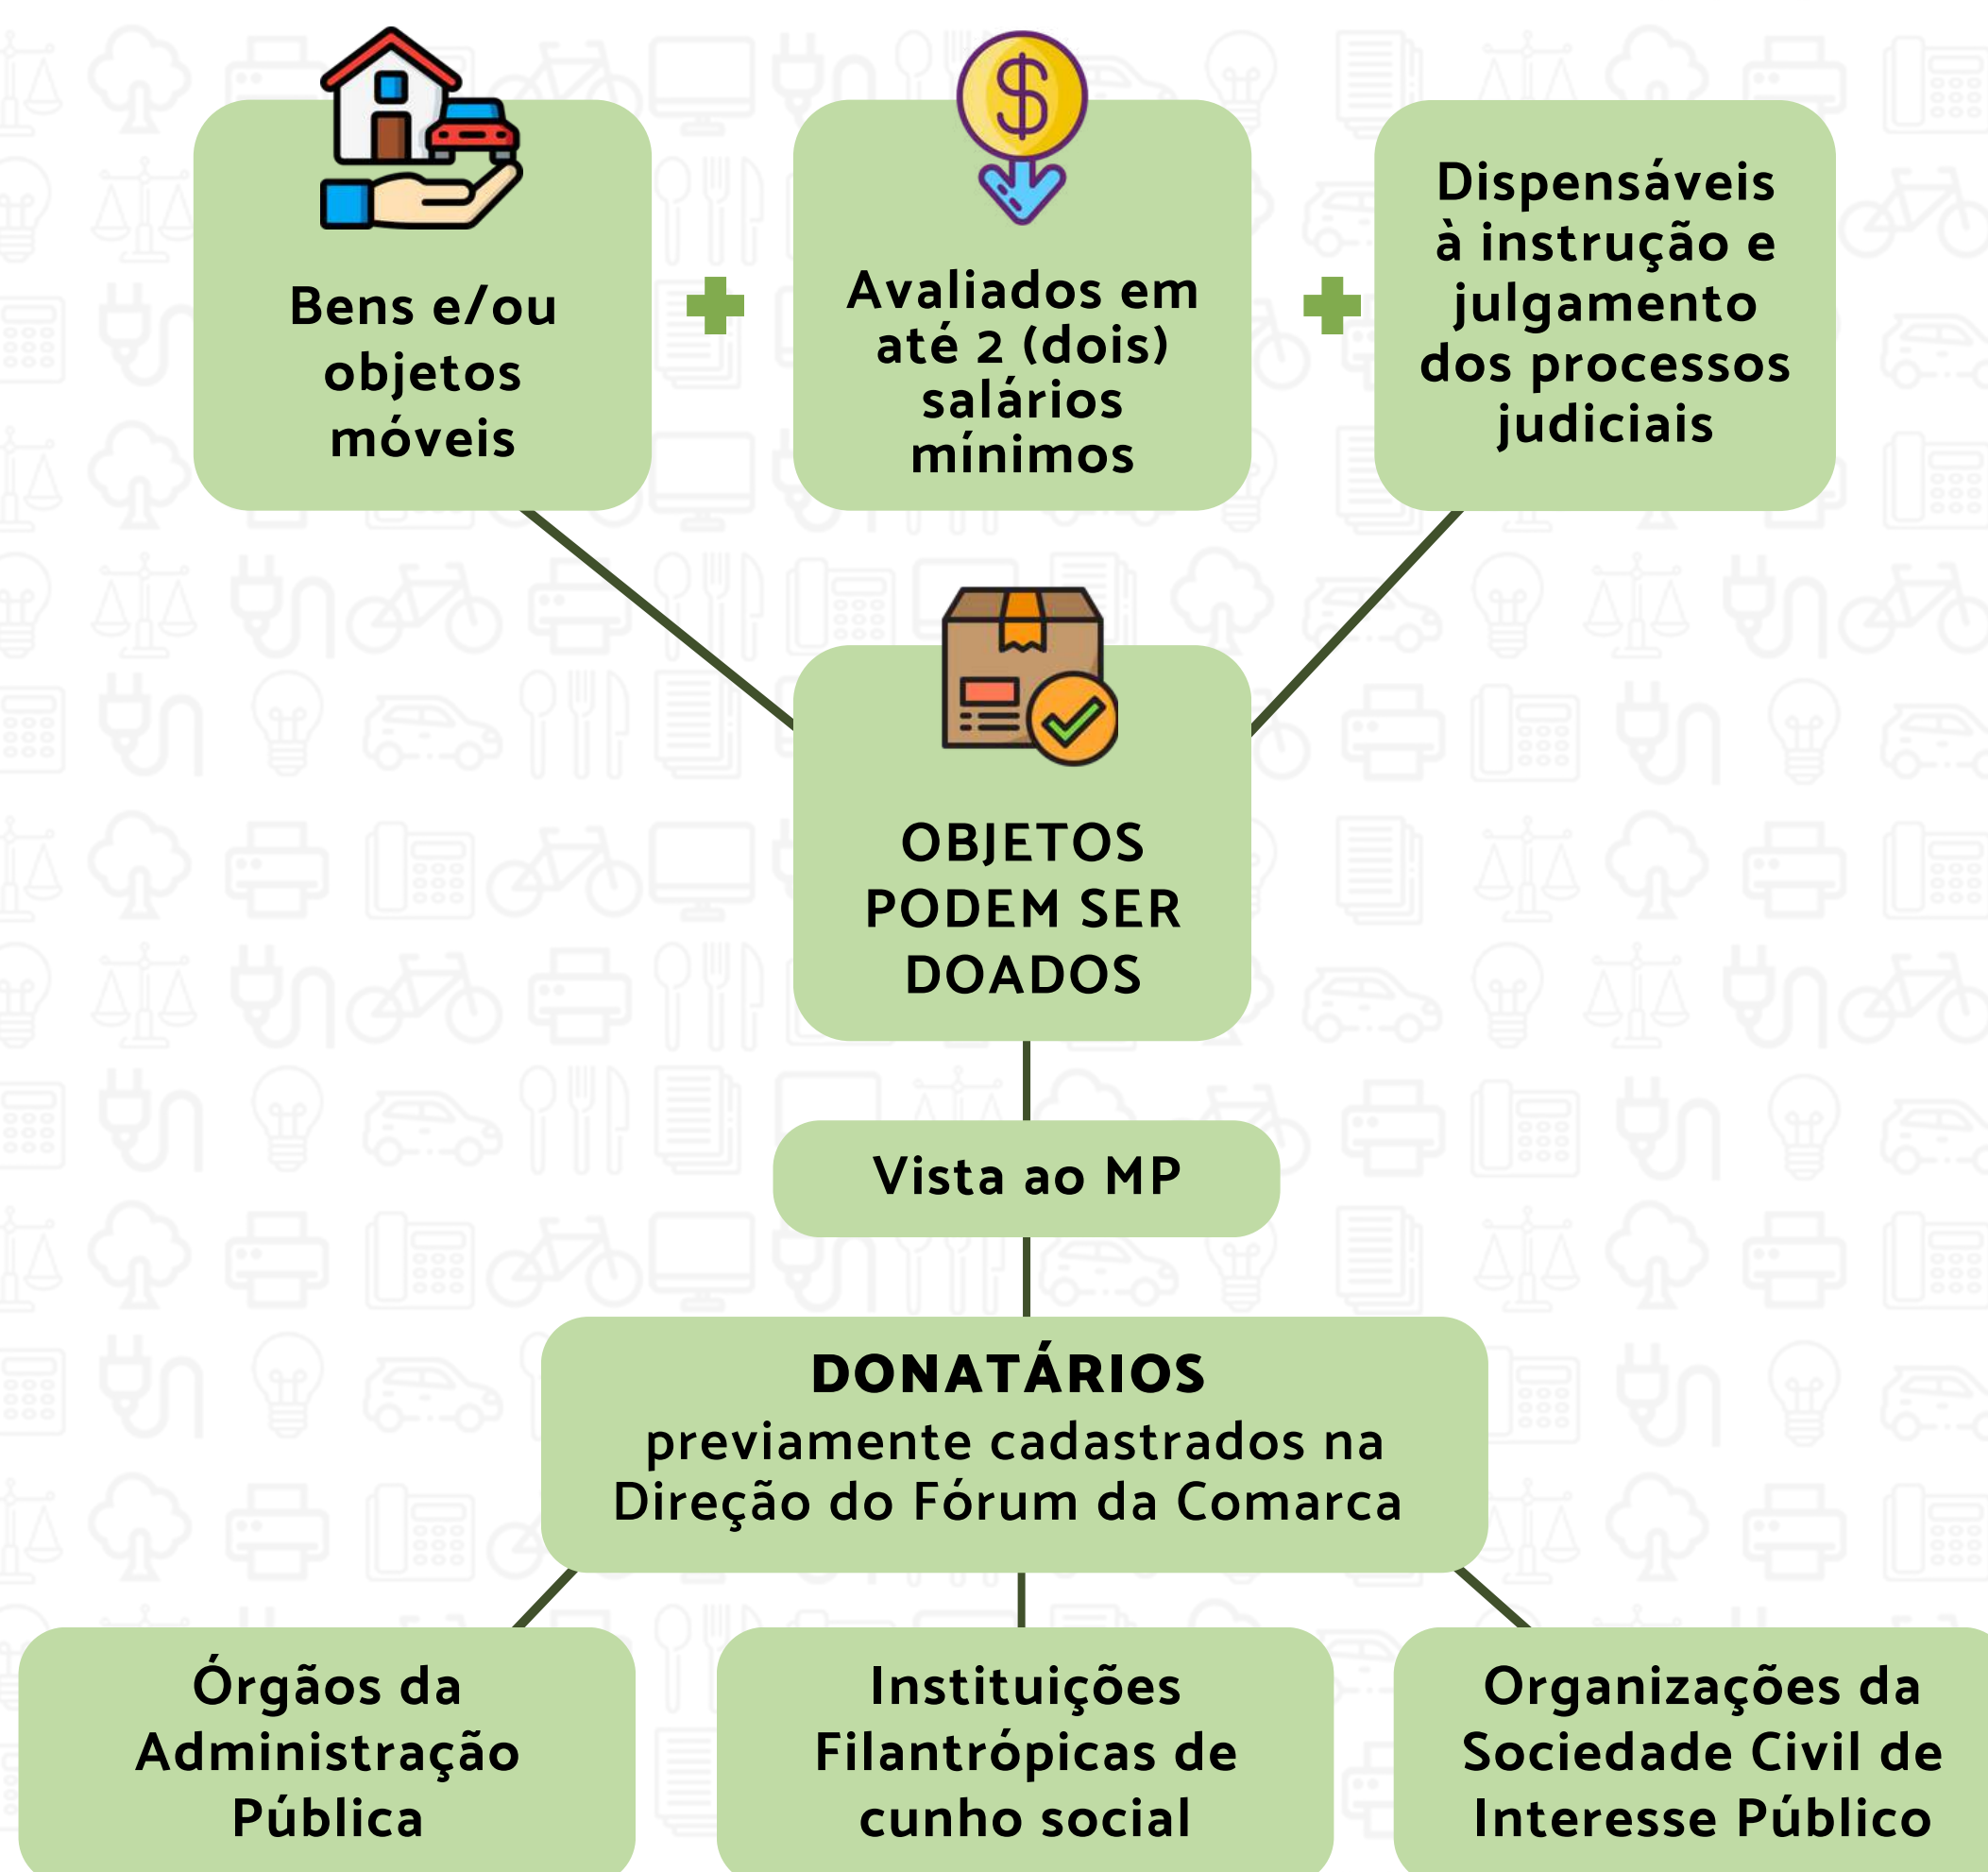 Bens e/ou
objetos
móveis
Avaliados em
até 2 (dois)
salários
mínimos
Dispensáveis
à instrução e
julgamento
dos processos
judiciais
OBJETOS
PODEM SER
DOADOS
Vista ao MP
DONATÁRIOS
previamente cadastrados na
Direção do Fórum da Comarca
Órgãos da
Administração
Pública
Instituições
Filantrópicas de
cunho social
Organizações da
Sociedade Civil de
Interesse Público